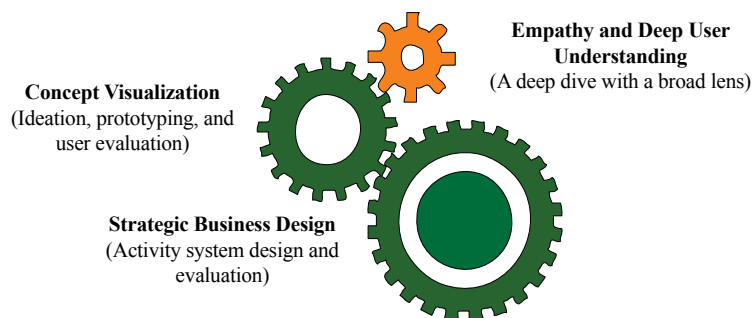 Empathy and Deep User
Understanding
(A deep dive with a broad lens)
Concept Visualization
(Ideation, prototyping, and
user evaluation)
Strategic Business Design
(Activity system design and
evaluation)